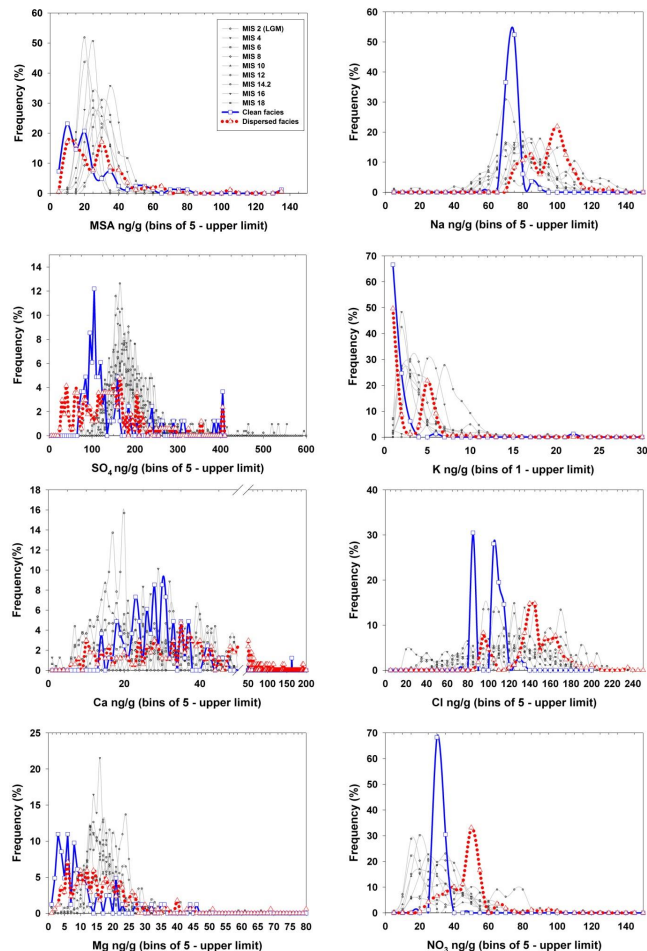 60
50
40
30
20
10
0
Frequency (%)
0 20 40 60 80 100 120 140
MSA ng/g (bins of 5 - upper limit)
MIS 2 (LGM)
MIS 4
MIS 6
MIS 8
MIS 10
MIS 12
MIS 14.2
MIS 16
MIS 18
Clean facies
Dispersed facies
60
50
40
30
20
10
0
Frequency (%)
0 20 40 60 80 100 120 140
Na ng/g (bins of 5 - upper limit)
14
12
10
8
6
4
2
0
Frequency (%)
0 100 200 300 400 500 600
SO4 ng/g (bins of 5 - upper limit)
70
60
50
40
30
20
10
0
Frequency (%)
0 5 10 15 20 25 30
K ng/g (bins of 1 - upper limit)
18
16
14
12
10
8
6
4
2
0
Frequency(%)
0 20 40 50 100 150 200
Ca ng/g (bins of 5 - upper limit)
40
30
20
10
0
Frequency (%)
0 20 40 60 80 100 120 140 160 180 200 220 240
Cl ng/g (bins of 5 - upper limit)
25
20
15
10
5
0
Frequency (%)
0 5 10 15 20 25 30 35 40 45 50 55 60 65 70 75 80
Mg ng/g (bins of 5 - upper limit)
70
60
50
40
30
20
10
0
Frequency (%)
0 20 40 60 80 100 120 140
NO3 ng/g (bins of 5 - upper limit)